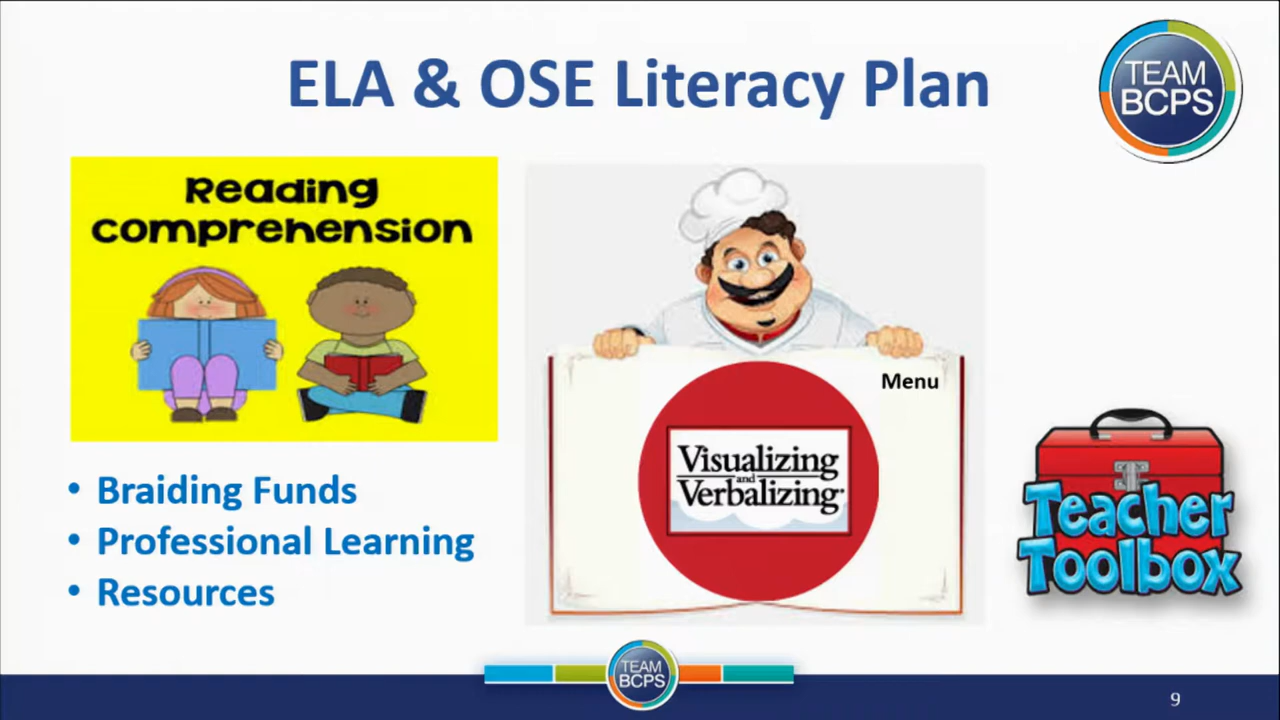 ELA & OSE Literacy Plan
TEAM
BCPS
Reading
comprehension
• Braiding Funds
• Professional Learning
• Resources
Menu
Visualizing
and
Verbalizing®
Teacher
Toolbox
TEAM
BCPS
9